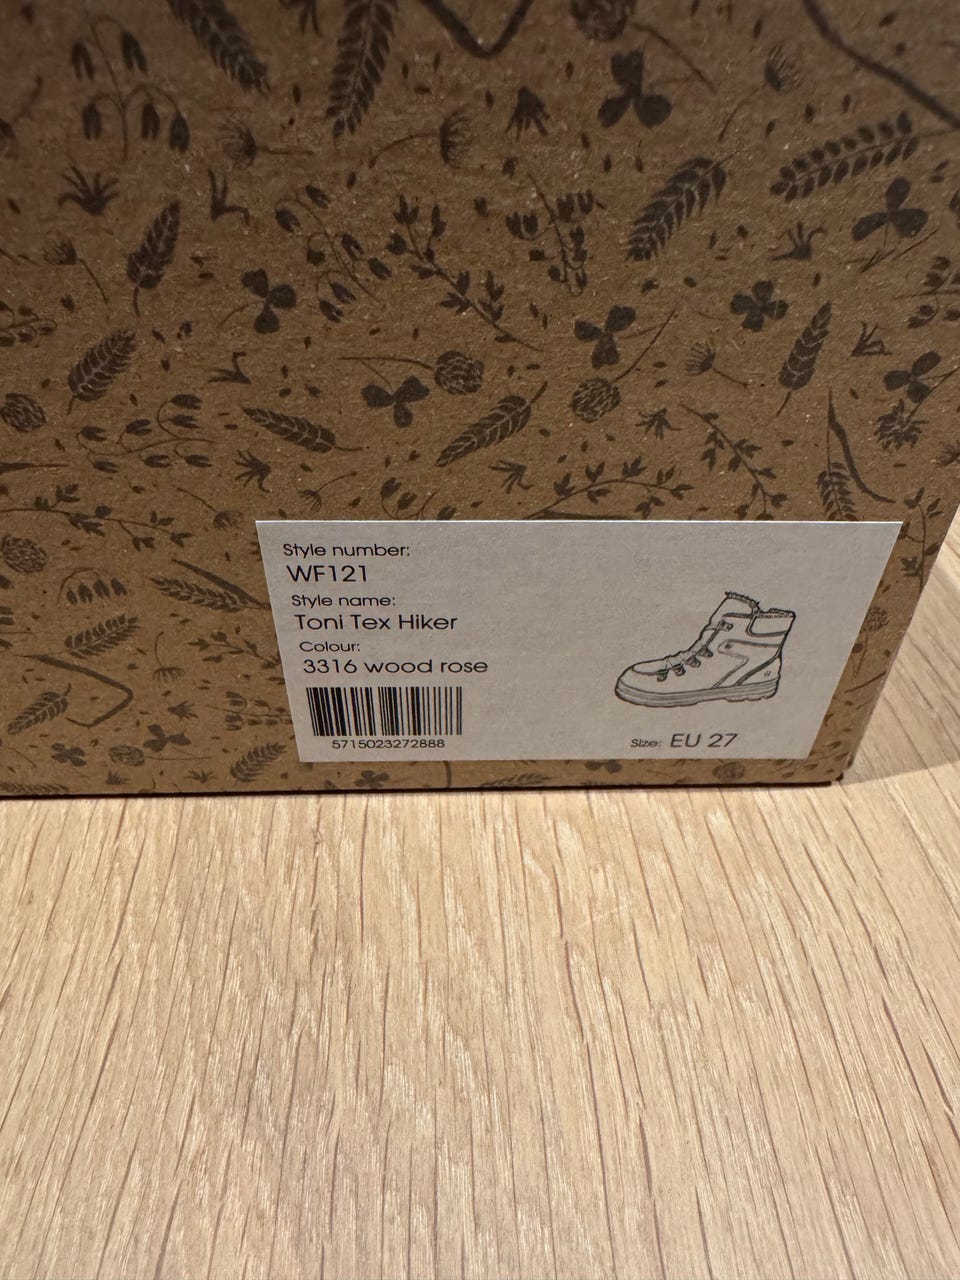 Style number:
WF121
Style name:
Toni Tex Hiker
Colour:
3316 wood rose
5715023272888
Size: EU 27